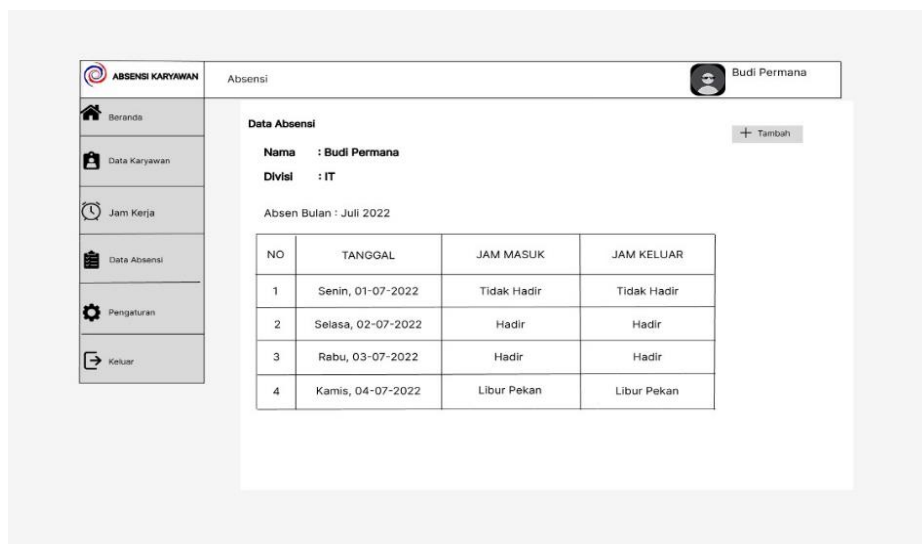 ABSENSI KARYAWAN
Absensi
Budi Permana
Beranda
Data Karyawan
Jam Kerja
Data Absensi
Pengaturan
Keluar
Data Absensi
+ Tambah
Nama : Budi Permana
Divisi : IT
Absen Bulan : Juli 2022
NO TANGGAL JAM MASUK JAM KELUAR
1 Senin, 01-07-2022 Tidak Hadir Tidak Hadir
2 Selasa, 02-07-2022 Hadir Hadir
3 Rabu, 03-07-2022 Hadir Hadir
4 Kamis, 04-07-2022 Libur Pekan Libur Pekan